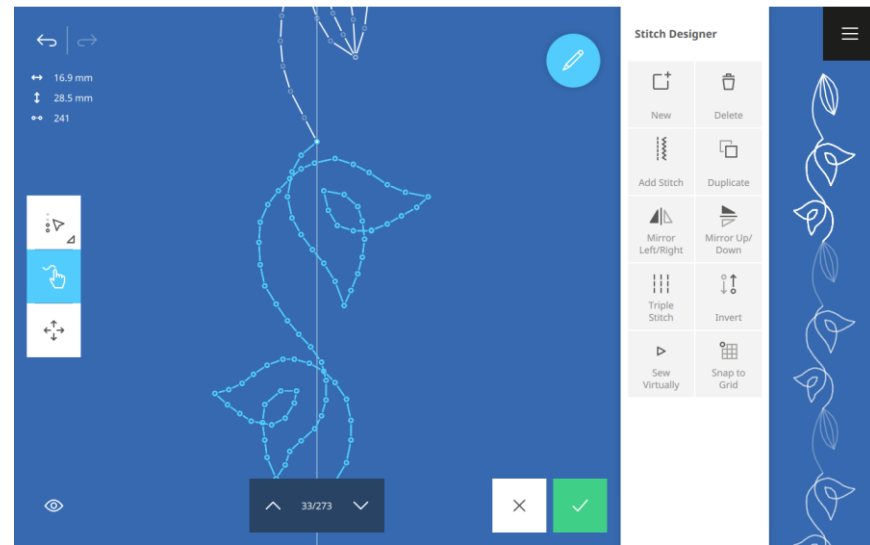 Stitch Designer
16.9 mm
28.5 mm
241
New
Delete
Add Stitch
Duplicate
Mirror
Left/Right
Mirror Up/
Down
Triple
Stitch
Invert
Sew
Virtually
Snap to
Grid
33/273